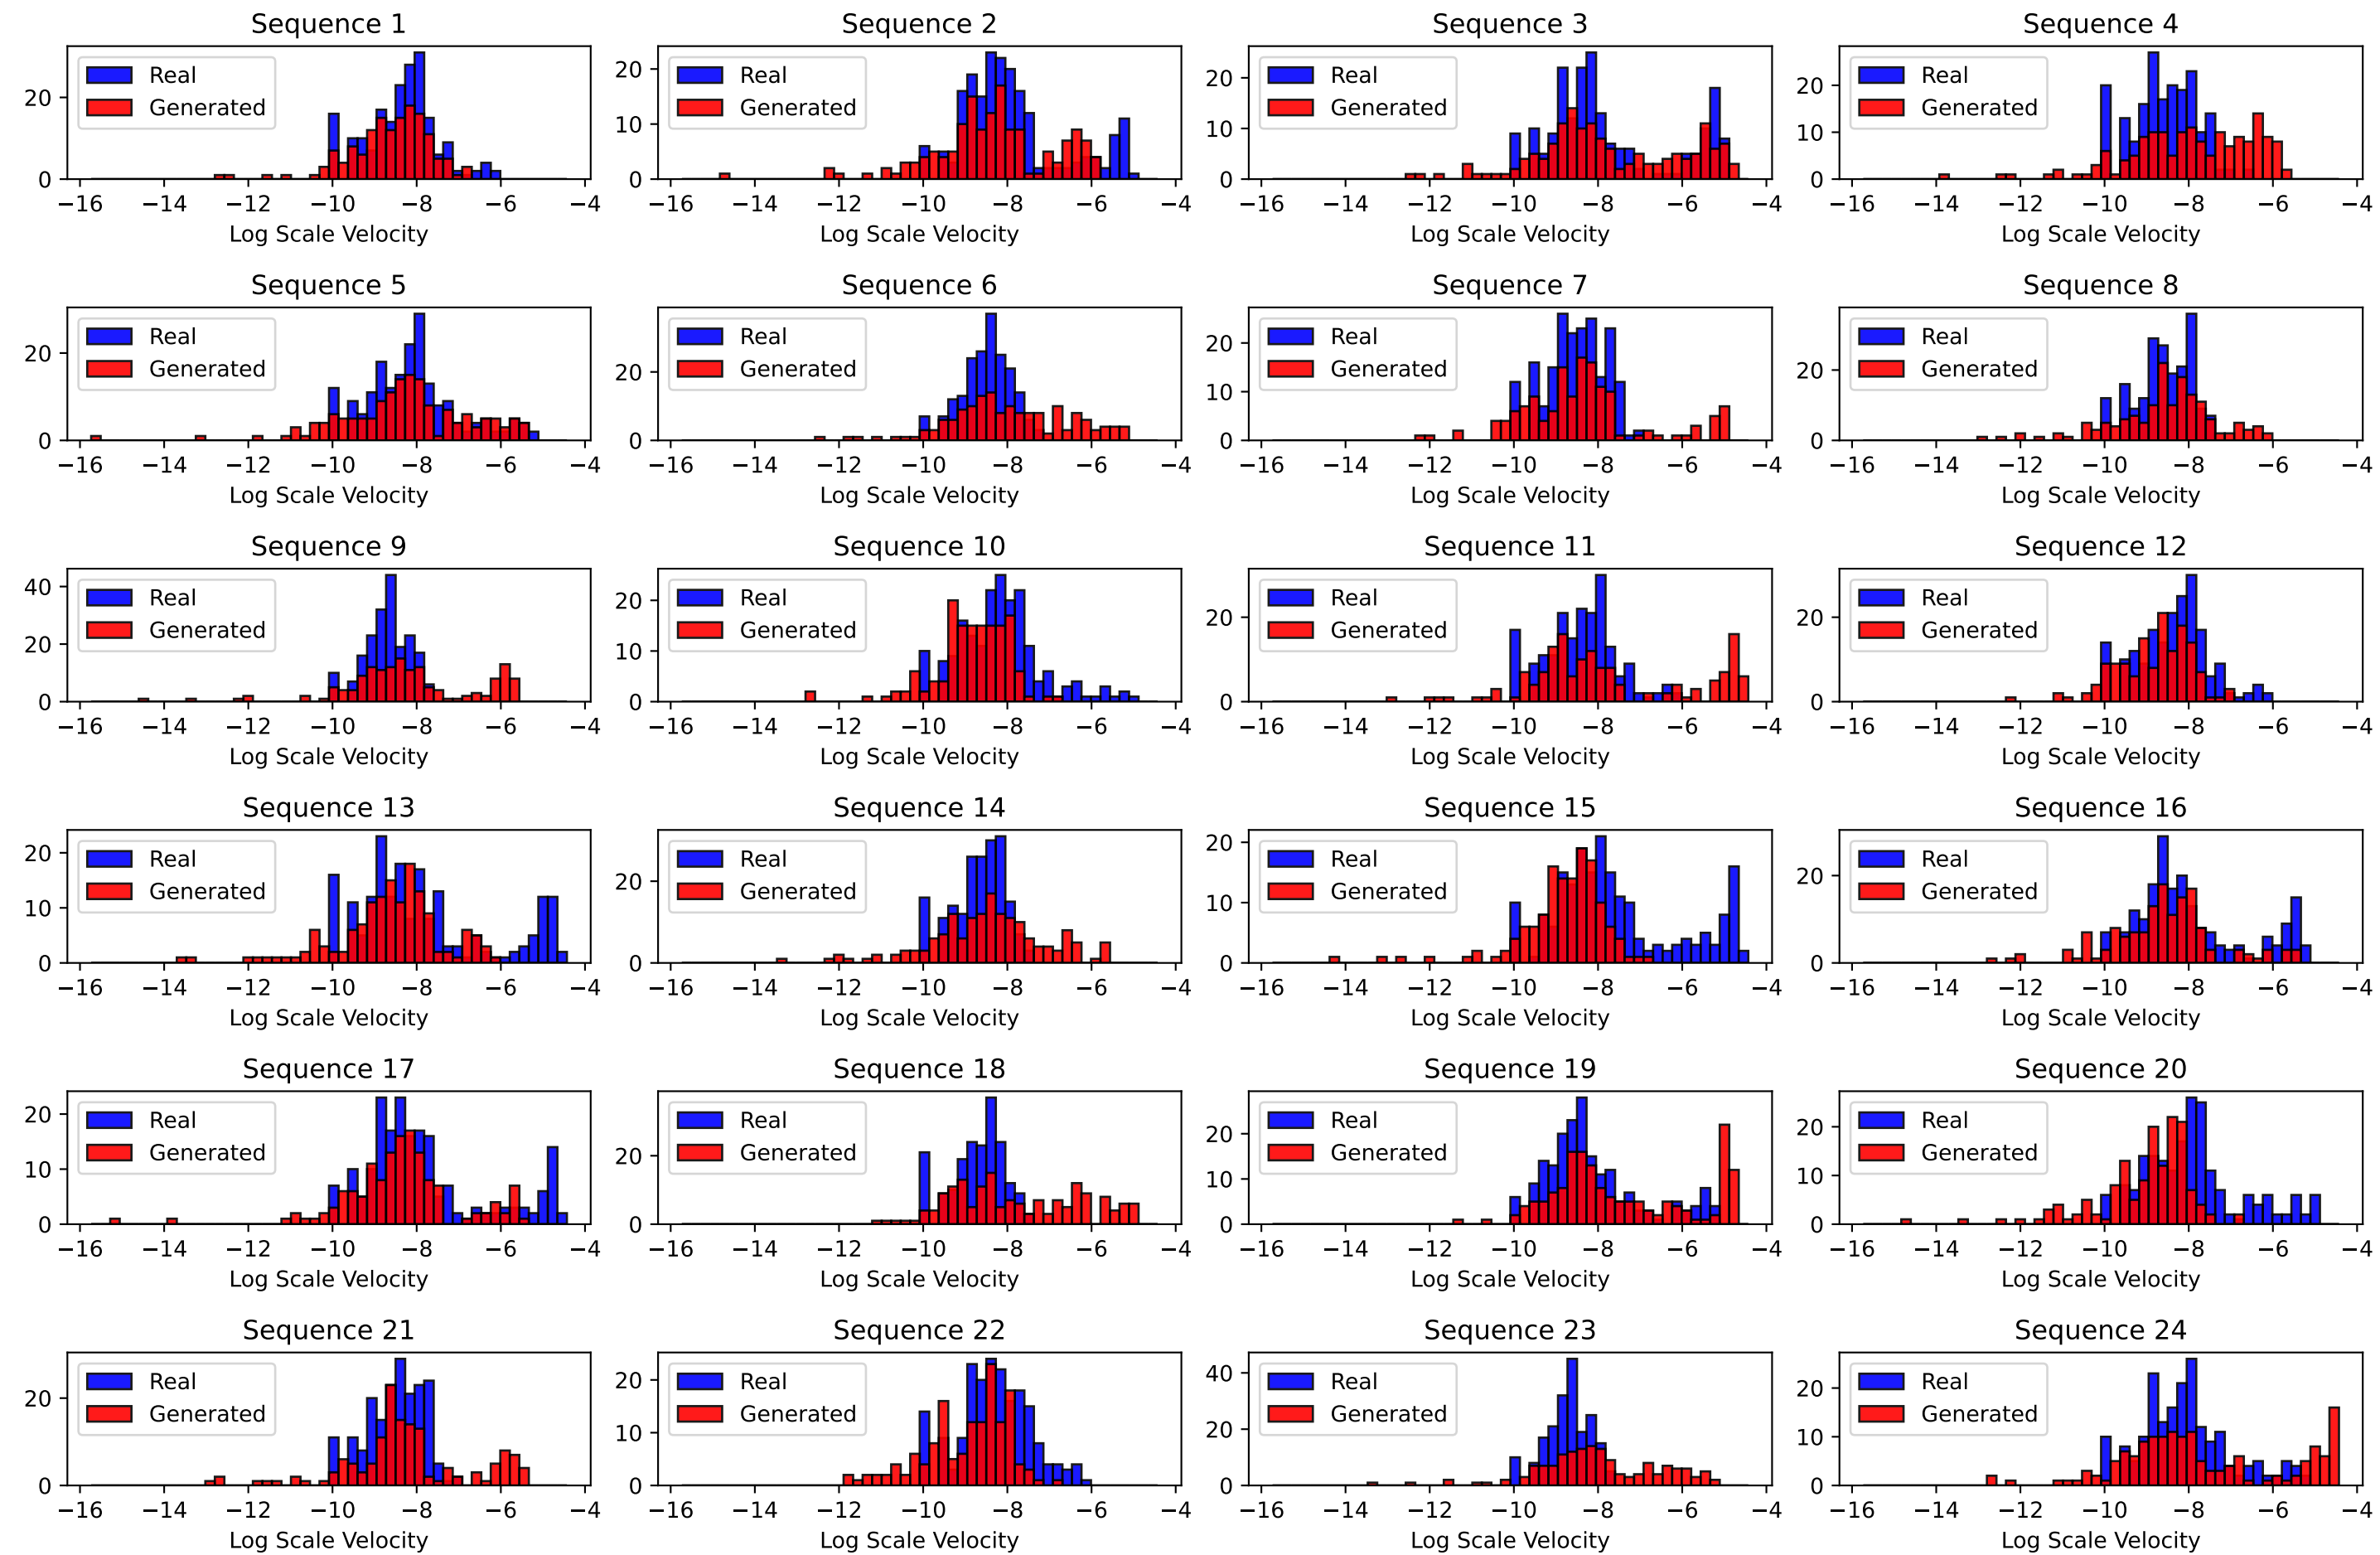 Sequence 1
Real
Generated
20
0
−16 −14 −12 −10 −8 −6 −4
Log Scale Velocity
Sequence 2
Real
Generated
20
10
0
−16 −14 −12 −10 −8 −6 −4
Log Scale Velocity
Sequence 3
Real
Generated
20
10
0
−16 −14 −12 −10 −8 −6 −4
Log Scale Velocity
Sequence 4
Real
Generated
20
10
0
−16 −14 −12 −10 −8 −6 −4
Log Scale Velocity
Sequence 5
Real
Generated
20
0
−16 −14 −12 −10 −8 −6 −4
Log Scale Velocity
Sequence 6
Real
Generated
20
0
−16 −14 −12 −10 −8 −6 −4
Log Scale Velocity
Sequence 7
Real
Generated
20
10
0
−16 −14 −12 −10 −8 −6 −4
Log Scale Velocity
Sequence 8
Real
Generated
20
0
−16 −14 −12 −10 −8 −6 −4
Log Scale Velocity
Sequence 9
Real
Generated
40
20
0
−16 −14 −12 −10 −8 −6 −4
Log Scale Velocity
Sequence 10
Real
Generated
20
10
0
−16 −14 −12 −10 −8 −6 −4
Log Scale Velocity
Sequence 11
Real
Generated
20
0
−16 −14 −12 −10 −8 −6 −4
Log Scale Velocity
Sequence 12
Real
Generated
20
0
−16 −14 −12 −10 −8 −6 −4
Log Scale Velocity
Sequence 13
Real
Generated
20
10
0
−16 −14 −12 −10 −8 −6 −4
Log Scale Velocity
Sequence 14
Real
Generated
20
0
−16 −14 −12 −10 −8 −6 −4
Log Scale Velocity
Sequence 15
Real
Generated
20
10
0
−16 −14 −12 −10 −8 −6 −4
Log Scale Velocity
Sequence 16
Real
Generated
20
0
−16 −14 −12 −10 −8 −6 −4
Log Scale Velocity
Sequence 17
Real
Generated
20
10
0
−16 −14 −12 −10 −8 −6 −4
Log Scale Velocity
Sequence 18
Real
Generated
20
0
−16 −14 −12 −10 −8 −6 −4
Log Scale Velocity
Sequence 19
Real
Generated
20
10
0
−16 −14 −12 −10 −8 −6 −4
Log Scale Velocity
Sequence 20
Real
Generated
20
10
0
−16 −14 −12 −10 −8 −6 −4
Log Scale Velocity
Sequence 21
Real
Generated
20
0
−16 −14 −12 −10 −8 −6 −4
Log Scale Velocity
Sequence 22
Real
Generated
20
10
0
−16 −14 −12 −10 −8 −6 −4
Log Scale Velocity
Sequence 23
Real
Generated
40
20
0
−16 −14 −12 −10 −8 −6 −4
Log Scale Velocity
Sequence 24
Real
Generated
20
10
0
−16 −14 −12 −10 −8 −6 −4
Log Scale Velocity